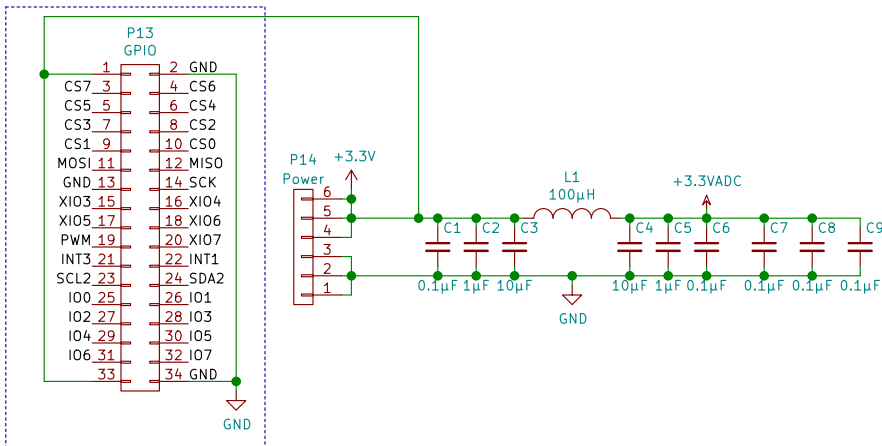 P13
GPIO
1 2 GND
CS7 3 4 CS6
CS5 5 6 CS4
CS3 7 8 CS2
CS1 9 10 CS0
MOSI 11 12 MISO
GND 13 14 SCK
XIO3 15 16 XIO4
XIO5 17 18 XIO6
PWM 19 20 XIO7
INT3 21 22 INT1
SCL2 23 24 SDA2
IO0 25 26 IO1
IO2 27 28 IO3
IO4 29 30 IO5
IO6 31 32 IO7
33 34 GND
GND
P14
Power
+3.3V
6
5
4
3
2
1
L1
100µH
+3.3VADC
C1 C2 C3 C4 C5 C6 C7 C8 C9
0.1µF 1µF 10µF 10µF 1µF 0.1µF 0.1µF 0.1µF 0.1µF
GND